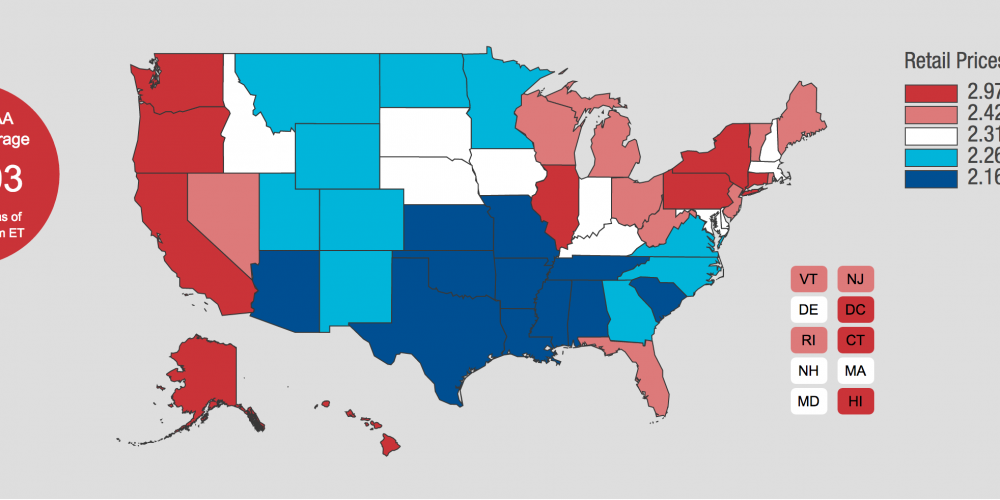 AA
rage
03
as of
m ET
Retail Prices
2.97
2.42
2.31
2.26
2.16
VT NJ
DE DC
RI CT
NH MA
MD HI